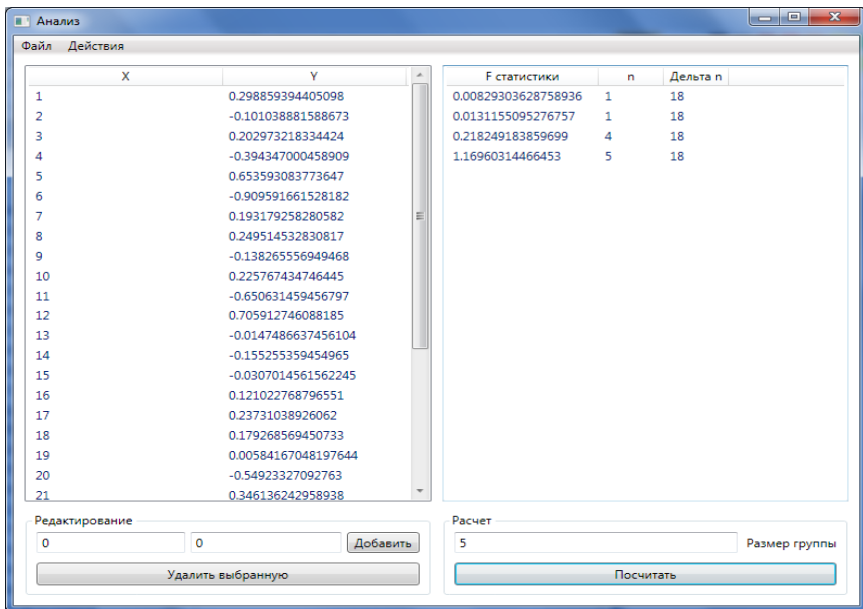 Анализ
Файл Действия
X Y
1 0.298859394405098
2 -0.101038881588673
3 0.202973218334424
4 -0.394347000458909
5 0.653593083773647
6 -0.909591661528182
7 0.193179258280582
8 0.249514532830817
9 -0.138265556949468
10 0.225767434746445
11 -0.650631459456797
12 0.705912746088185
13 -0.0147486637456104
14 -0.155255359454965
15 -0.0307014561562245
16 0.121022768796551
17 0.23731038926062
18 0.179268569450733
19 0.00584167048197644
20 -0.54923327092763
21 0.346136242958938
F статистики n Дельта n
0.00829303628758936 1 18
0.0131155095276757 1 18
0.218249183859699 4 18
1.16960314466453 5 18
Редактирование
0 0 Добавить
Удалить выбранную
Расчет
5 Размер группы
Посчитать